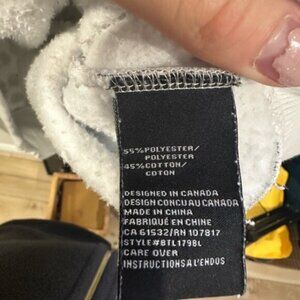 55% POLYESTER/
POLYESTER
45% COTTON/
COTON
DESIGNED IN CANADA
DESIGN CONCU AU CANADA
MADE IN CHINA
FABRIQUÉ EN CHINE
CA 61532/RN 107817
STYLE#BTL1798L
CARE OVER
INSTRUCTIONS A L'ENDOS